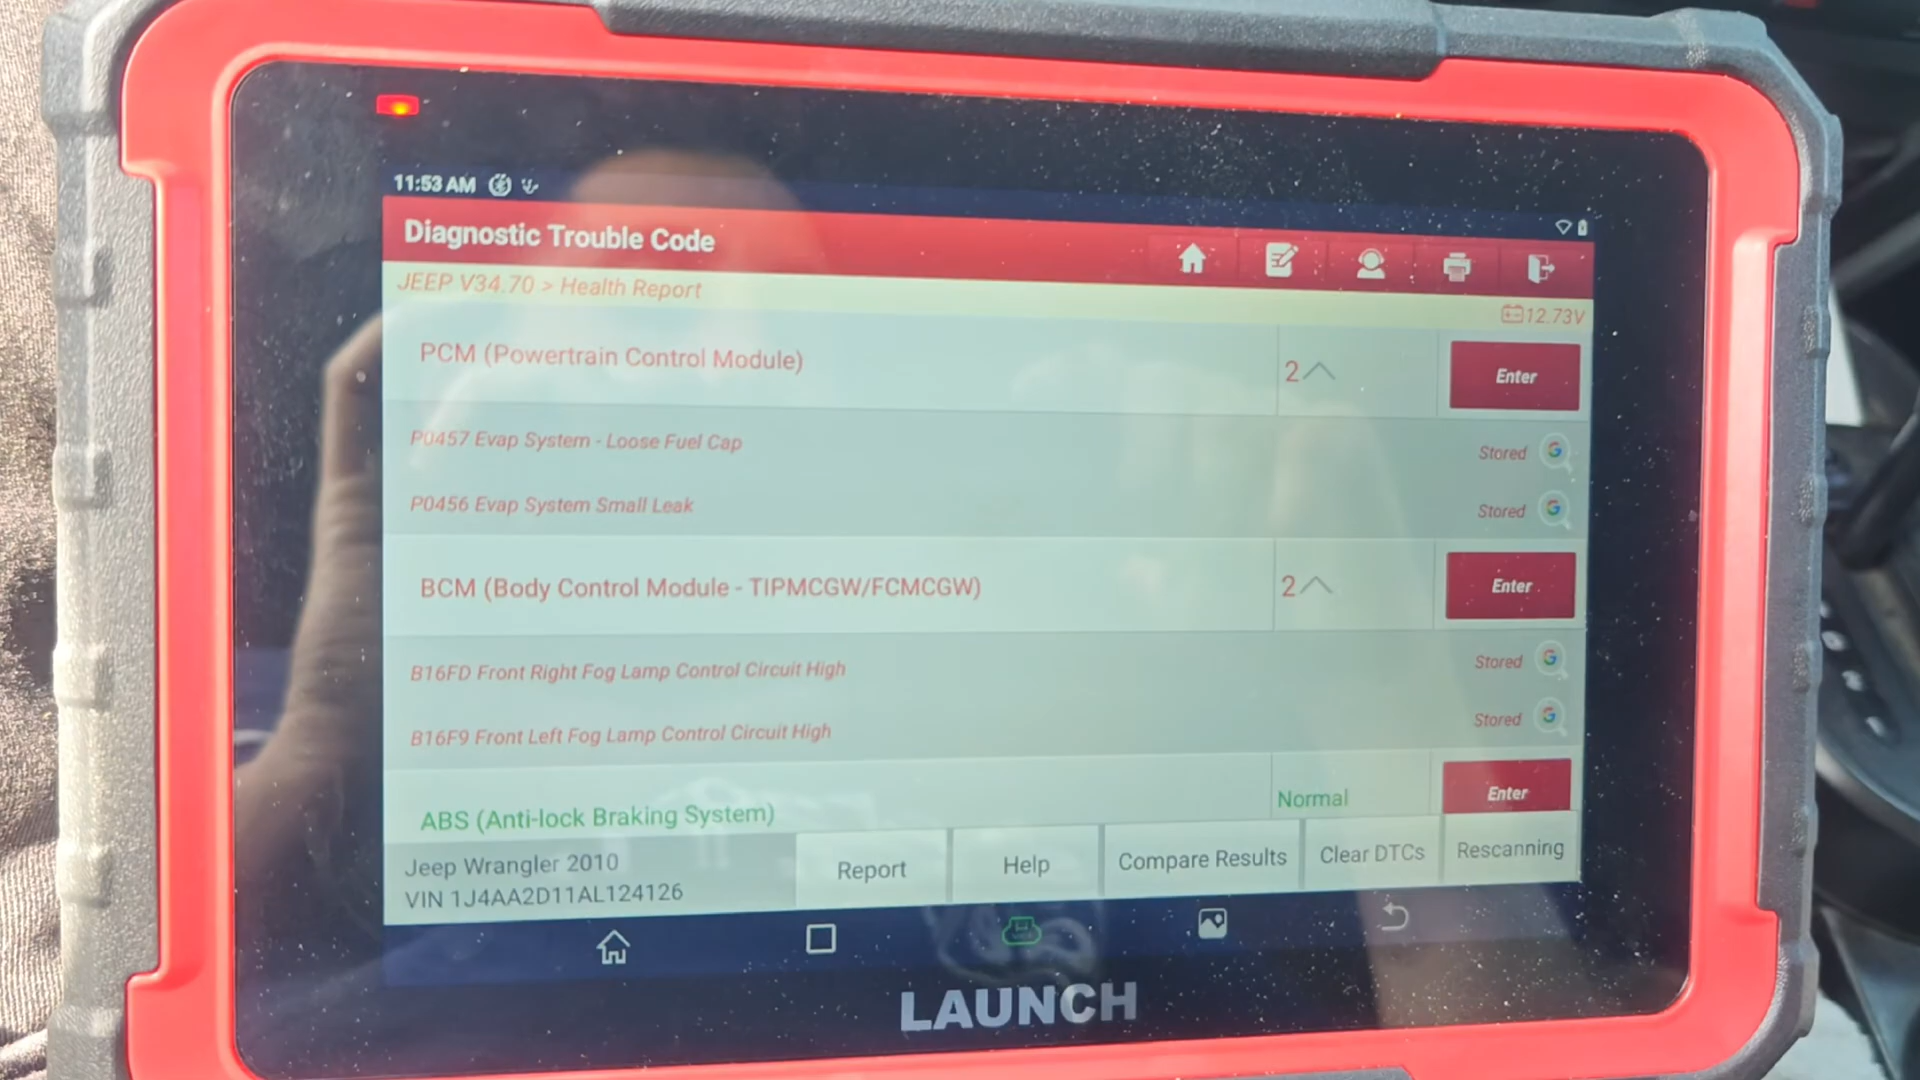 11:53 AM
Diagnostic Trouble Code
JEEP V34.70 > Health Report
12.73V
PCM (Powertrain Control Module)
2
Enter
P0457 Evap System - Loose Fuel Cap
Stored
G
P0456 Evap System Small Leak
Stored
G
BCM (Body Control Module - TIPMCGW/FCMCGW)
2
Enter
B16FD Front Right Fog Lamp Control Circuit High
Stored
G
B16F9 Front Left Fog Lamp Control Circuit High
Stored
G
ABS (Anti-lock Braking System)
Normal
Enter
Jeep Wrangler 2010
VIN 1J4AA2D11AL124126
Report
Help
Compare Results
Clear DTCs
Rescanning
LAUNCH